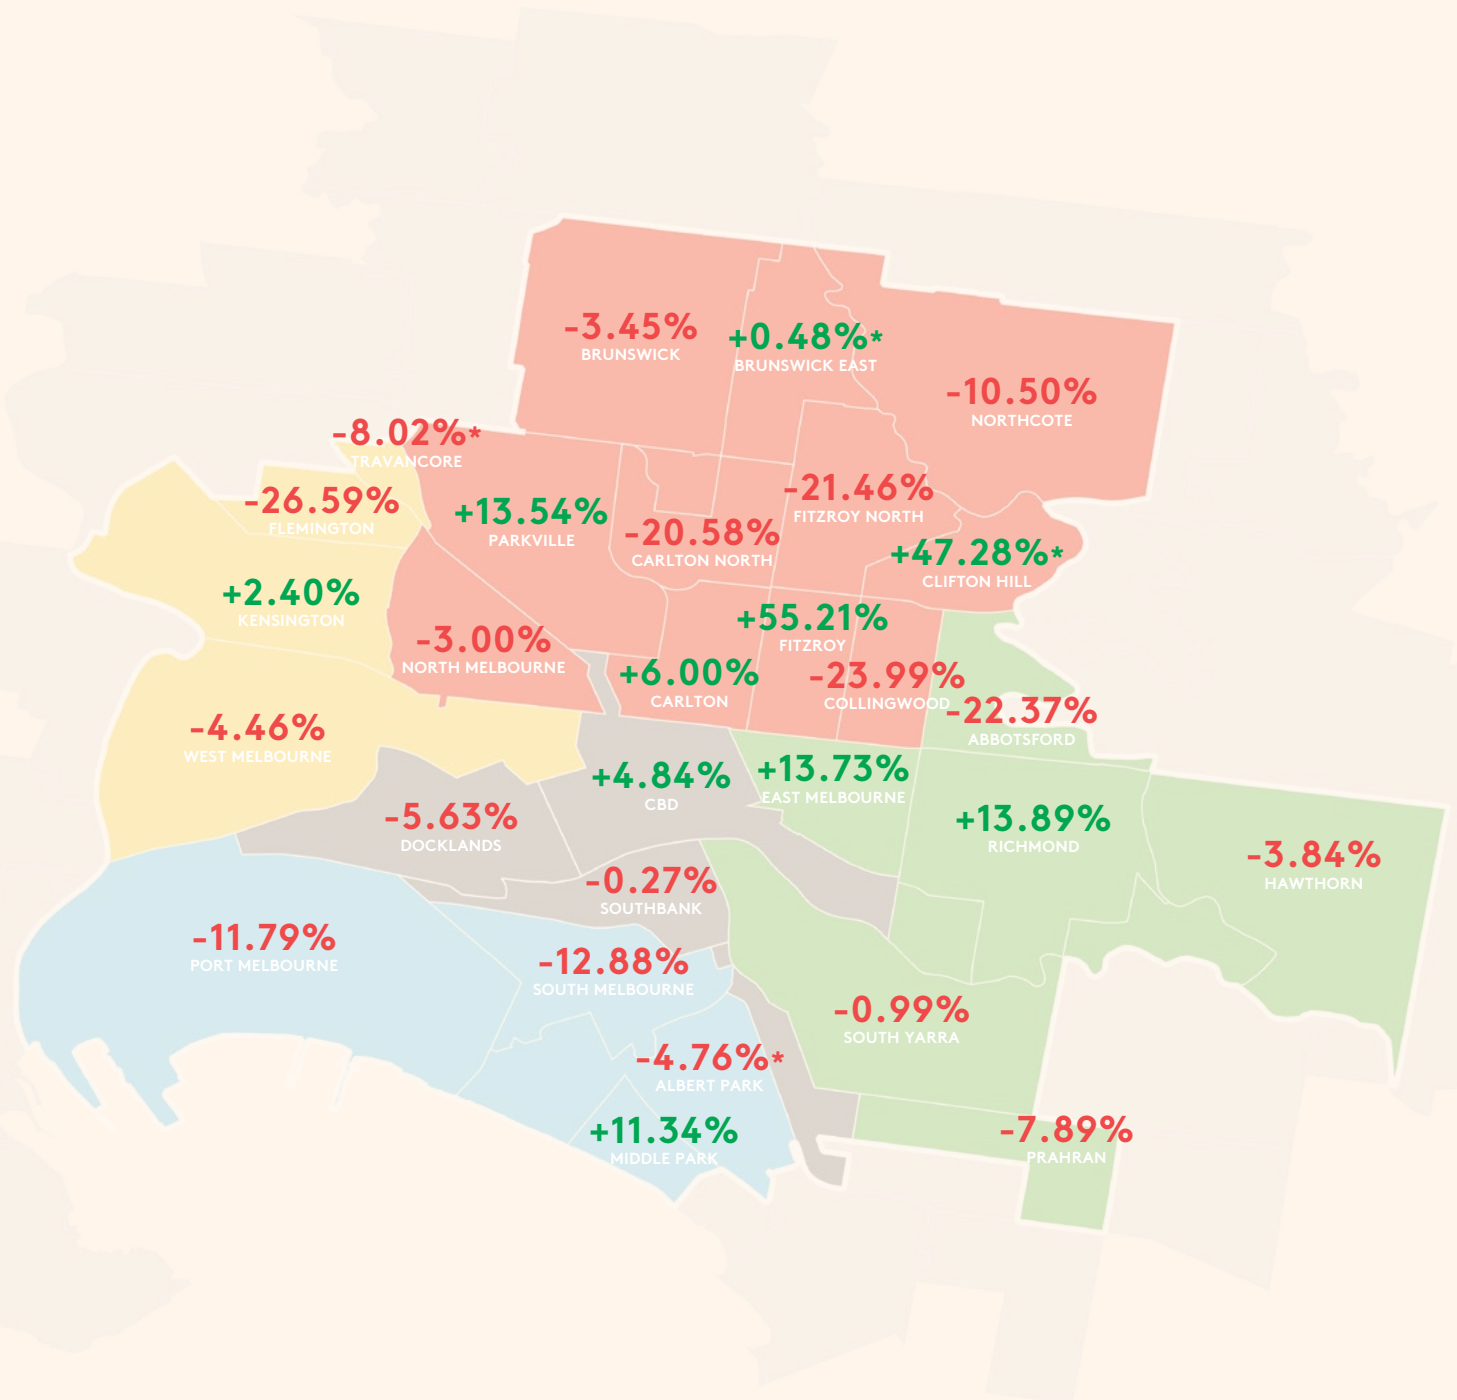 -3.45%
BRUNSWICK
+0.48%*
BRUNSWICK EAST
-10.50%
NORTHCOTE
-8.02%*
TRAVANCORE
-26.59%
FLEMINGTON
+13.54%
PARKVILLE
-20.58%
CARLTON NORTH
-21.46%
FITZROY NORTH
+47.28%*
CLIFTON HILL
+2.40%
KENSINGTON
-3.00%
NORTH MELBOURNE
+6.00%
CARLTON
+55.21%
FITZROY
-23.99%
COLLINGWOOD
-22.37%
ABBOTSFORD
-4.46%
WEST MELBOURNE
-5.63%
DOCKLANDS
+4.84%
CBD
+13.73%
EAST MELBOURNE
+13.89%
RICHMOND
-3.84%
HAWTHORN
-0.27%
SOUTHBANK
-11.79%
PORT MELBOURNE
-12.88%
SOUTH MELBOURNE
-0.99%
SOUTH YARRA
-4.76%*
ALBERT PARK
+11.34%
MIDDLE PARK
-7.89%
PRAHRAN